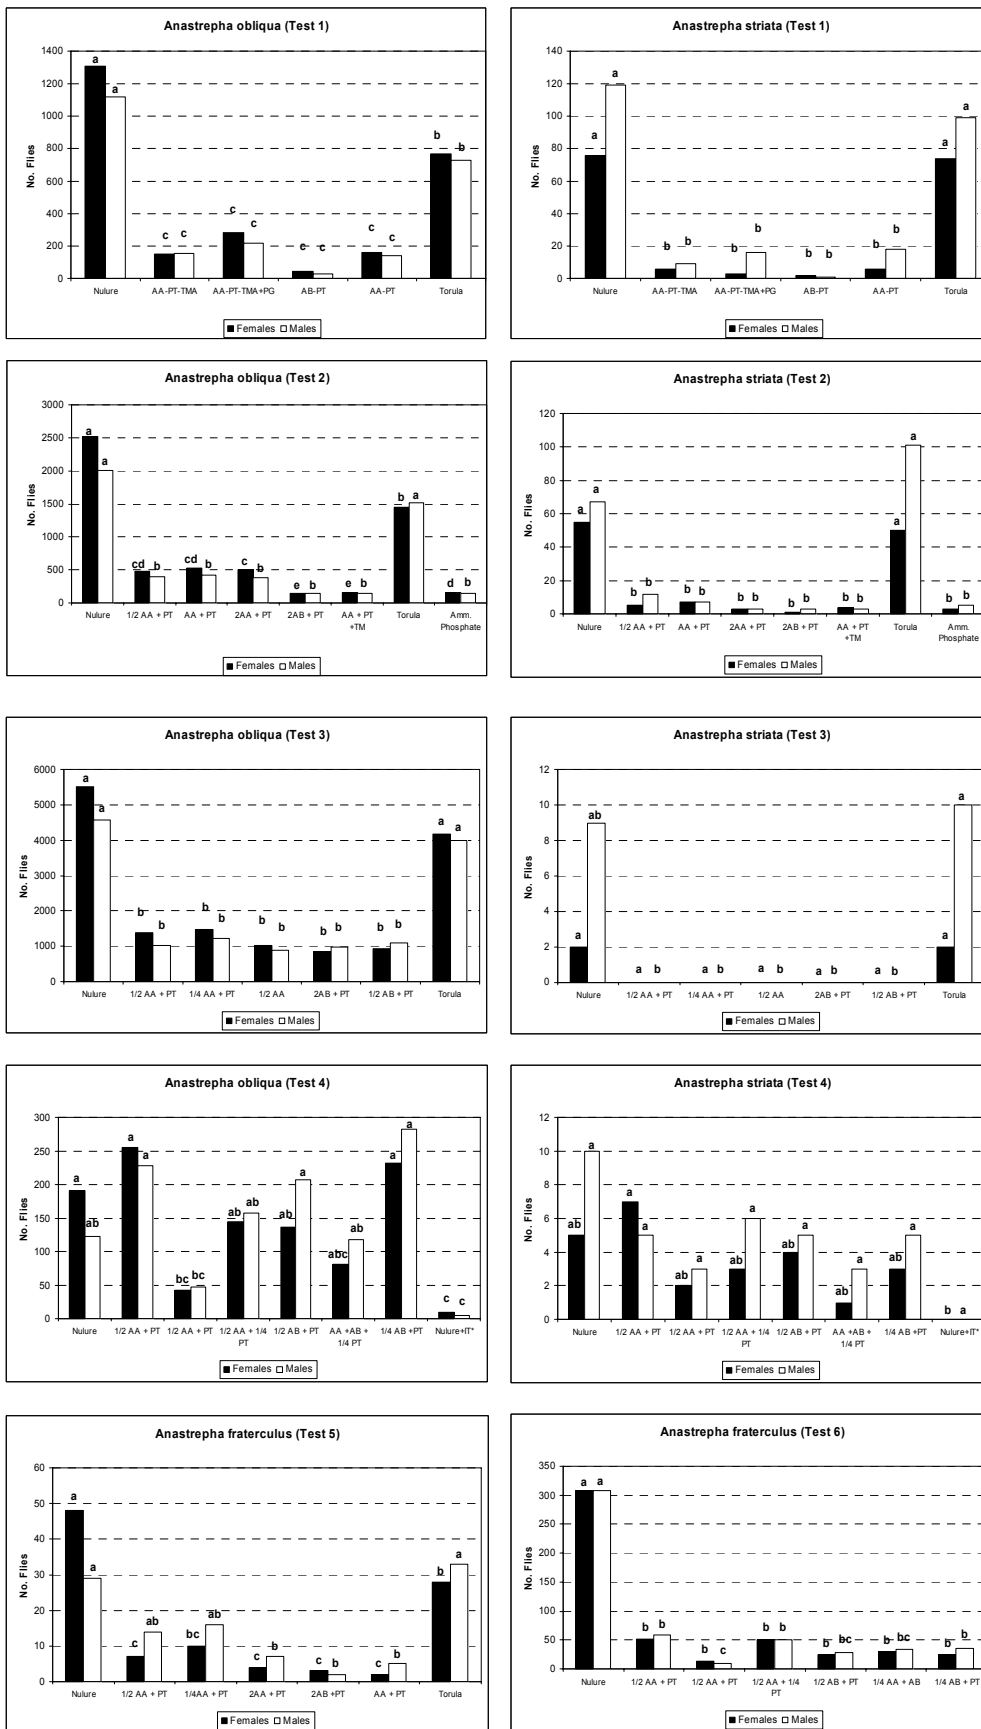 Anastrepha obliqua (Test 1)
No. Flies
1400
1200
1000
800
600
400
200
0
a a c c c c c c c c b b
Nulure AA-PT-TMA AA-PT-TMA+PG AB-PT AA-PT Torula
Females Males
Anastrepha striata (Test 1)
No. Flies
140
120
100
80
60
40
20
0
a a b b b b b b b b a a
Nulure AA-PT-TMA AA-PT-TMA+PG AB-PT AA-PT Torula
Females Males
Anastrepha obliqua (Test 2)
No. Flies
3000
2500
2000
1500
1000
500
0
a a cd b cd b c b e b e b b a d b
Nulure 1/2 AA + PT AA + PT 2AA + PT 2AB + PT AA + PT Torula Amm.
+TM Phosphate
Females Males
Anastrepha striata (Test 2)
No. Flies
120
100
80
60
40
20
0
a a b b b b b b b b b b a a b b
Nulure 1/2 AA + PT AA + PT 2AA + PT 2AB + PT AA + PT Torula Amm.
+TM Phosphate
Females Males
Anastrepha obliqua (Test 3)
No. Flies
6000
5000
4000
3000
2000
1000
0
a a b b b b b b b b b b a a
Nulure 1/2 AA + PT 1/4 AA + PT 1/2 AA 2AB + PT 1/2 AB + PT Torula
Females Males
Anastrepha striata (Test 3)
No. Flies
12
10
8
6
4
2
0
a ab a b a b a b a b a b a a
Nulure 1/2 AA + PT 1/4 AA + PT 1/2 AA 2AB + PT 1/2 AB + PT Torula
Females Males
Anastrepha obliqua (Test 4)
No. Flies
300
250
200
150
100
50
0
a ab a a bc bc ab ab ab a abc ab a a c c
Nulure 1/2 AA + PT 1/2 AA + PT 1/2 AA + 1/4 1/2 AB + PT AA +AB + 1/4 AB +PT Nulure+IT*
PT 1/4 PT
Females Males
Anastrepha striata (Test 4)
No. Flies
12
10
8
6
4
2
0
ab a a a ab a ab a ab a ab a ab a b a
Nulure 1/2 AA + PT 1/2 AA + PT 1/2 AA + 1/4 1/2 AB + PT AA +AB + 1/4 AB +PT Nulure+IT*
PT 1/4 PT
Females Males
Anastrepha fraterculus (Test 5)
No. Flies
60
50
40
30
20
10
0
a a c ab bc ab c a c b c b b a
Nulure 1/2 AA + PT 1/4AA + PT 2AA + PT 2AB +PT AA + PT Torula
Females Males
Anastrepha fraterculus (Test 6)
No. Flies
350
300
250
200
150
100
50
0
a a b b b c b b b bc b bc b b
Nulure 1/2 AA + PT 1/2 AA + PT 1/2 AA + 1/4 1/2 AB + PT 1/4 AA + AB 1/4 AB + PT
PT
Females Males